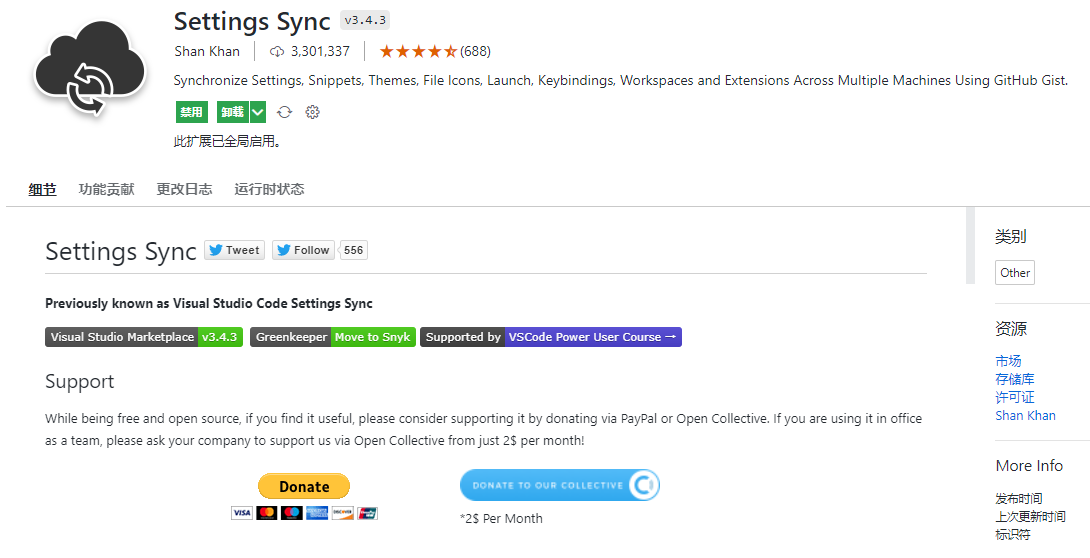 Settings Sync v3.4.3
Shan Khan 3,301,337 (688)
Synchronize Settings, Snippets, Themes, File Icons, Launch, Keybindings, Workspaces and Extensions Across Multiple Machines Using GitHub Gist.
禁用 卸载
此扩展已全局启用。
细节 功能贡献 更改日志 运行时状态
Settings Sync Tweet Follow 556
Previously known as Visual Studio Code Settings Sync
Visual Studio Marketplace v3.4.3 Greenkeeper Move to Snyk Supported by VSCode Power User Course →
Support
While being free and open source, if you find it useful, please consider supporting it by donating via PayPal or Open Collective. If you are using it in office
as a team, please ask your company to support us via Open Collective from just 2$ per month!
Donate
VISA
DONATE TO OUR COLLECTIVE
*2$ Per Month
类别
Other
资源
市场
存储库
许可证
Shan Khan
More Info
发布时间
上次更新时间
标识符